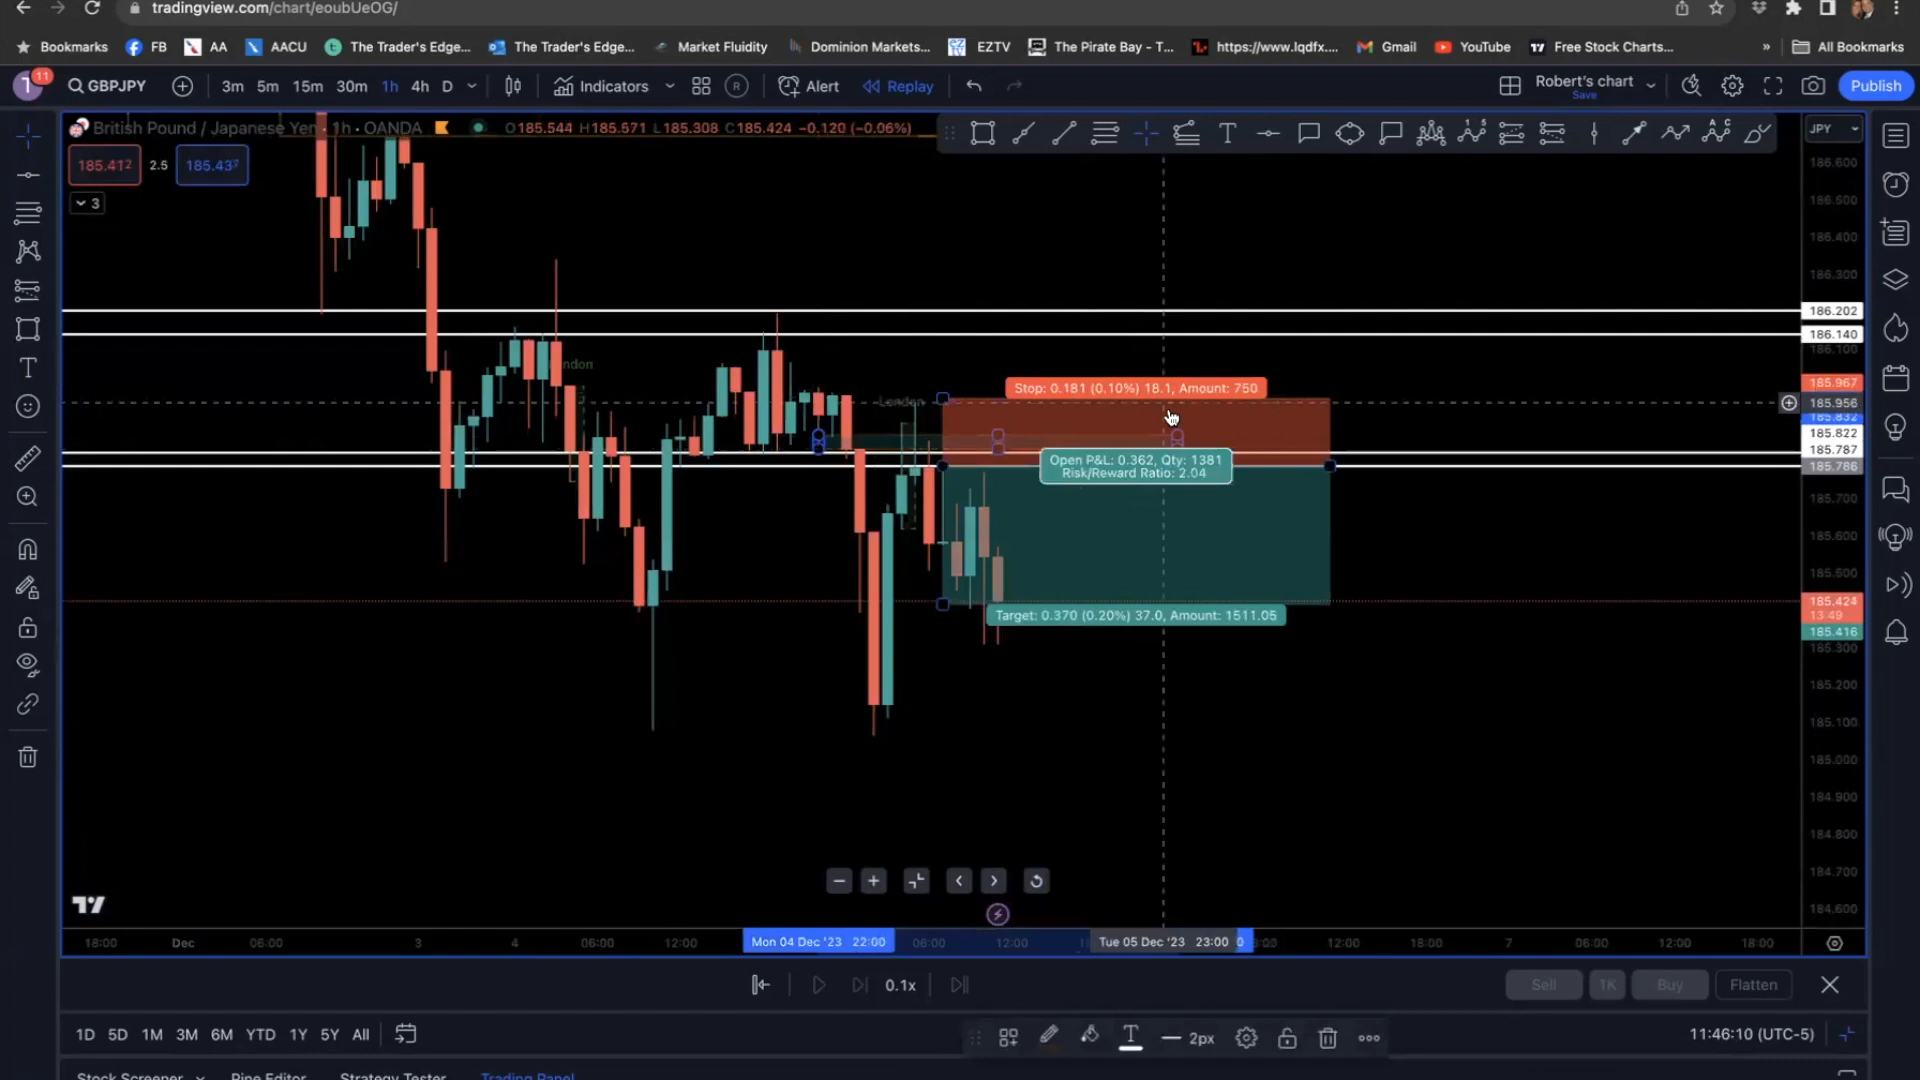 tradingview.com/chart/eoubUeOG/
Bookmarks FB AA AACU The Trader's Edge... The Trader's Edge... Market Fluidity Dominion Markets... EZTV The Pirate Bay - T... https://www.lqdfx.... Gmail YouTube Free Stock Charts... » All Bookmarks
T 11 GBPJPY 3m 5m 15m 30m 1h 4h D Indicators R Alert Replay Robert's chart Save Publish
British Pound / Japanese Yen · 1h · OANDA O185.544 H185.571 L185.308 C185.424 −0.120 (−0.06%) JPY
185.412 2.5 185.437
3
186.600
186.500
186.400
186.300
186.202
186.140
186.100
London
Stop: 0.181 (0.10%) 18.1, Amount: 750
185.967
London
185.956
185.832
185.822
185.787
185.786
Open P&L: 0.362, Qty: 1381
Risk/Reward Ratio: 2.04
185.700
185.600
185.500
185.424
13:49
185.416
Target: 0.370 (0.20%) 37.0, Amount: 1511.05
185.300
185.200
185.100
185.000
184.900
184.800
184.700
184.600
18:00 Dec 06:00 3 4 06:00 12:00 Mon 04 Dec '23 22:00 06:00 12:00 Tue 05 Dec '23 23:00 12:00 18:00 7 06:00 12:00 18:00
0.1x Sell 1K Buy Flatten
1D 5D 1M 3M 6M YTD 1Y 5Y All T 2px 11:46:10 (UTC-5)
Stock Screener Pine Editor Strategy Tester Trading Panel